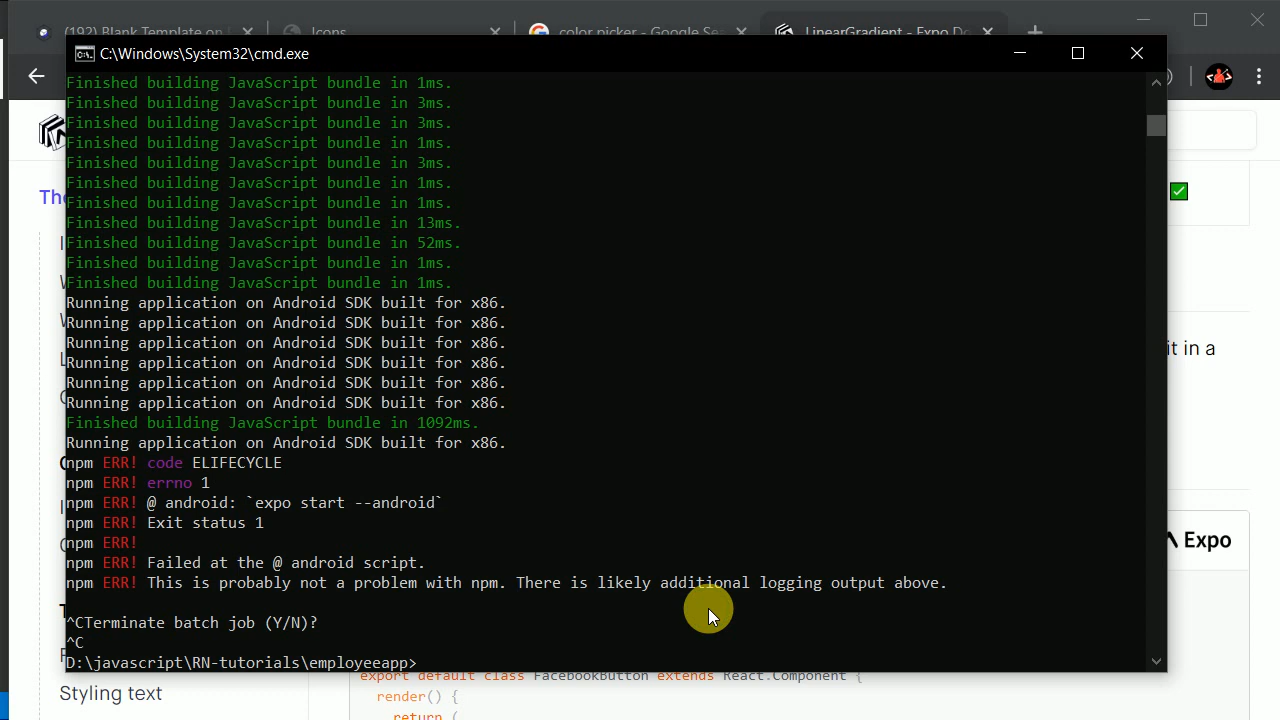 (192) Blank Template on
Icons
color picker - Google Se
LinearGradient - Expo Do
C:\Windows\System32\cmd.exe
Finished building JavaScript bundle in 1ms.
Finished building JavaScript bundle in 3ms.
Finished building JavaScript bundle in 3ms.
Finished building JavaScript bundle in 1ms.
Finished building JavaScript bundle in 3ms.
Finished building JavaScript bundle in 1ms.
Finished building JavaScript bundle in 1ms.
Finished building JavaScript bundle in 13ms.
Finished building JavaScript bundle in 52ms.
Finished building JavaScript bundle in 1ms.
Finished building JavaScript bundle in 1ms.
Running application on Android SDK built for x86.
Running application on Android SDK built for x86.
Running application on Android SDK built for x86.
Running application on Android SDK built for x86.
Running application on Android SDK built for x86.
Running application on Android SDK built for x86.
Finished building JavaScript bundle in 1092ms.
Running application on Android SDK built for x86.
npm ERR! code ELIFECYCLE
npm ERR! errno 1
npm ERR! @ android: `expo start --android`
npm ERR! Exit status 1
npm ERR!
npm ERR! Failed at the @ android script.
npm ERR! This is probably not a problem with npm. There is likely additional logging output above.
^CTerminate batch job (Y/N)?
^C
D:\javascript\RN-tutorials\employeeapp>
The
it in a
Expo
Styling text
export default class FacebookButton extends React.Component {
render() {
return (